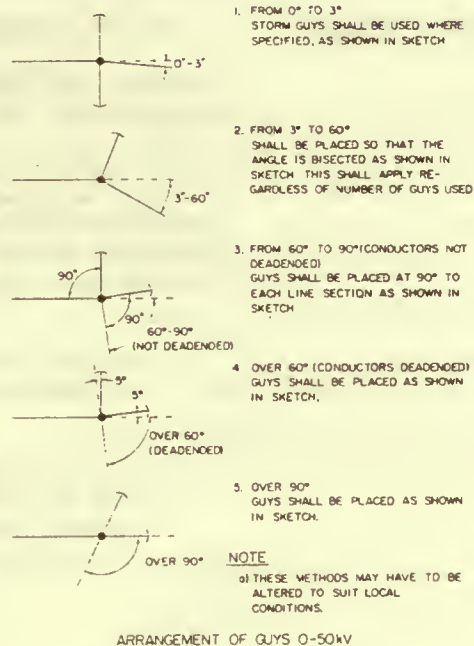 1. FROM 0° TO 3°
STORM GUYS SHALL BE USED WHERE
SPECIFIED, AS SHOWN IN SKETCH
0°-3°
2. FROM 3° TO 60°
SHALL BE PLACED SO THAT THE
ANGLE IS BISECTED AS SHOWN IN
SKETCH THIS SHALL APPLY RE-
GARDLESS OF NUMBER OF GUYS USED
3°-60°
3. FROM 60° TO 90° (CONDUCTORS NOT
DEADENDED)
GUYS SHALL BE PLACED AT 90° TO
EACH LINE SECTION AS SHOWN IN
SKETCH
90°
90°
60°-90°
(NOT DEADENDED)
4 OVER 60° (CONDUCTORS DEADENDED)
GUYS SHALL BE PLACED AS SHOWN
IN SKETCH.
5°
5°
OVER 60°
(DEADENDED)
5. OVER 90°
GUYS SHALL BE PLACED AS SHOWN
IN SKETCH.
OVER 90°
NOTE
a) THESE METHODS MAY HAVE TO BE
ALTERED TO SUIT LOCAL
CONDITIONS.
ARRANGEMENT OF GUYS 0-50kV